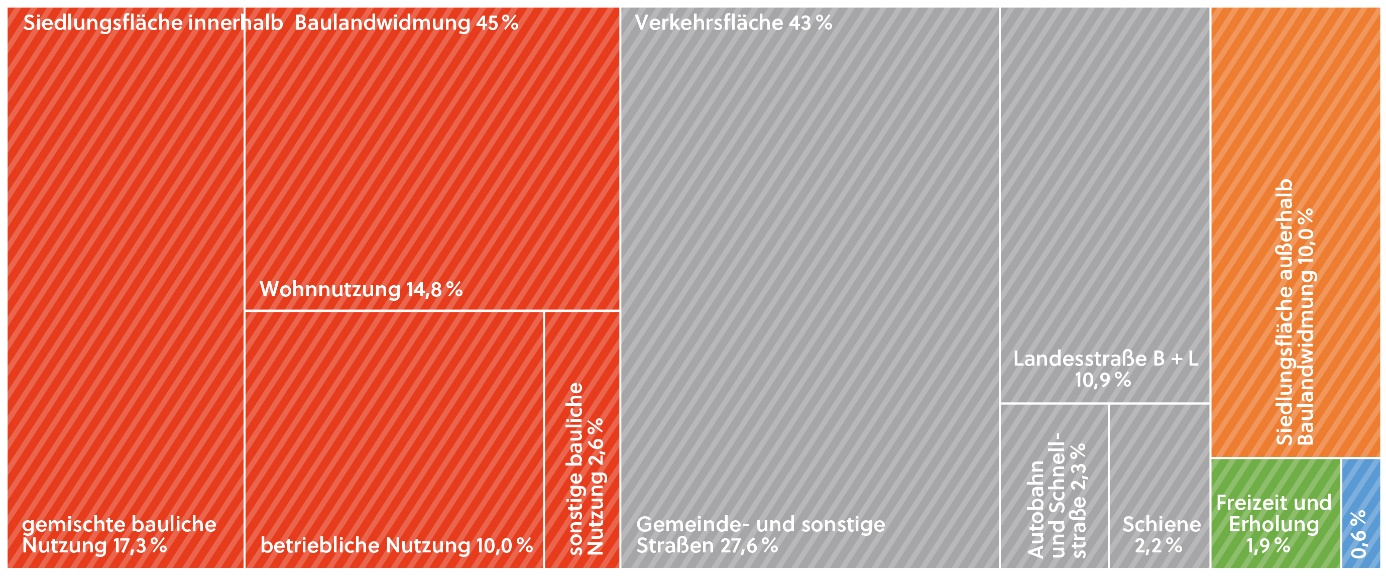 Siedlungsfläche innerhalb Baulandwidmung 45 %
gemischte bauliche
Nutzung 17,3 %
Wohnnutzung 14,8 %
betriebliche Nutzung 10,0 %
sonstige bauliche
Nutzung 2,6 %
Verkehrsfläche 43 %
Gemeinde- und sonstige
Straßen 27,6 %
Landesstraße B + L
10,9 %
Autobahn
und Schnell-
straße 2,3 %
Schiene
2,2 %
Siedlungsfläche außerhalb
Baulandwidmung 10,0 %
Freizeit und
Erholung
1,9 %
0,6 %